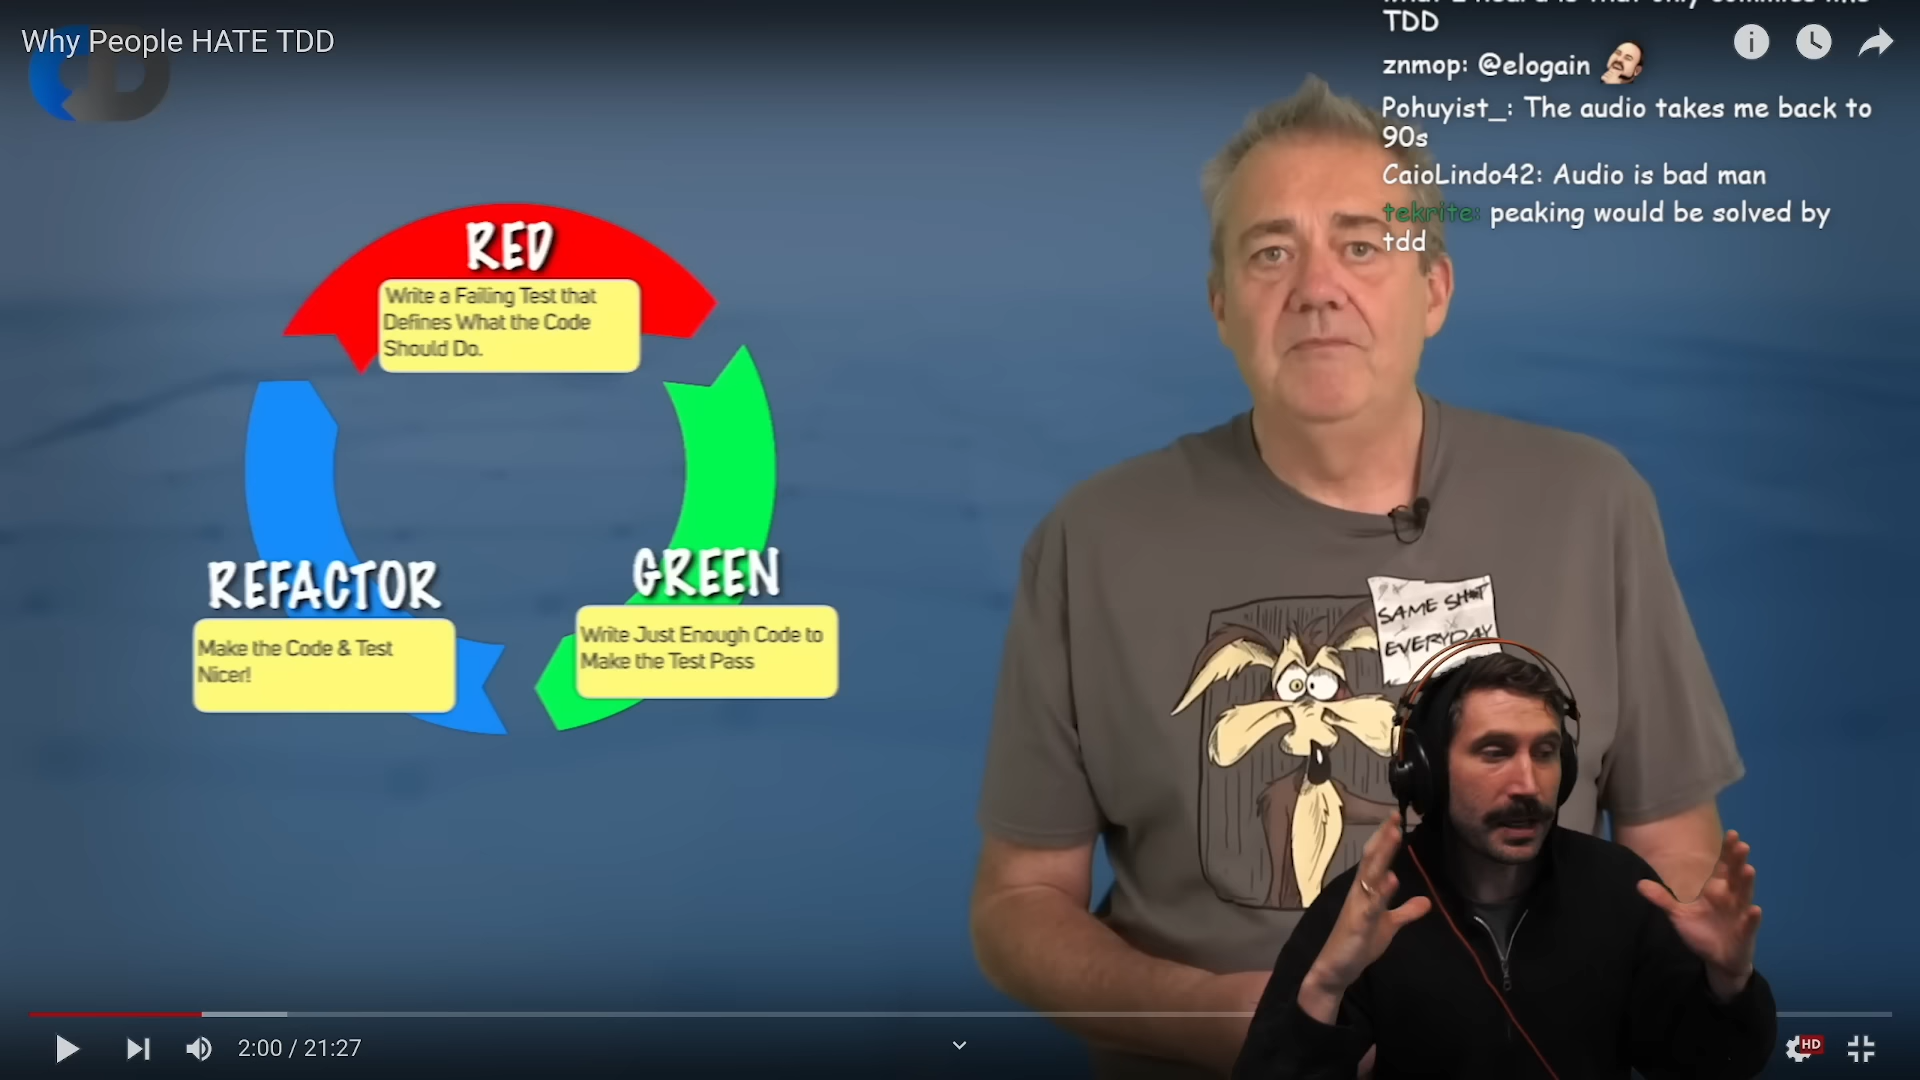 Why People HATE TDD
TDD
znmop: @elogain
Pohuyist_: The audio takes me back to
90s
CaioLindo42: Audio is bad man
tekrite: peaking would be solved by
tdd
RED
Write a Failing Test that
Defines What the Code
Should Do.
GREEN
Write Just Enough Code to
Make the Test Pass
REFACTOR
Make the Code & Test
Nicer!
SAME SH*T
EVERYDAY
2:00 / 21:27
HD